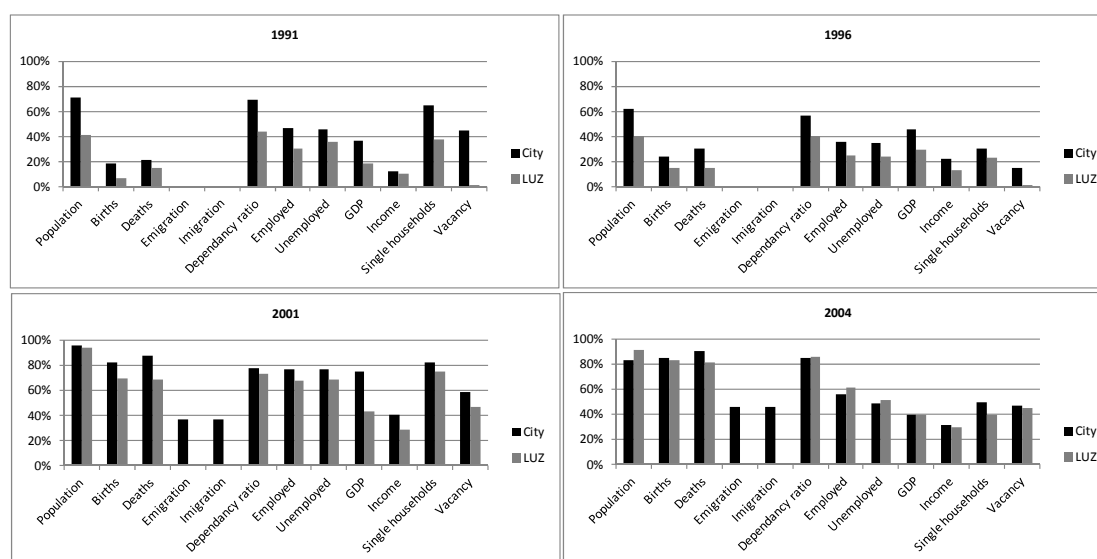 1991
100%
80%
60%
40%
20%
0%
Population
Births
Deaths
Emigration
Imigration
Dependancy ratio
Employed
Unemployed
GDP
Income
Single households
Vacancy
City
LUZ
1996
100%
80%
60%
40%
20%
0%
Population
Births
Deaths
Emigration
Imigration
Dependancy ratio
Employed
Unemployed
GDP
Income
Single households
Vacancy
City
LUZ
2001
100%
80%
60%
40%
20%
0%
Population
Births
Deaths
Emigration
Imigration
Dependancy ratio
Employed
Unemployed
GDP
Income
Single households
Vacancy
City
LUZ
2004
100%
80%
60%
40%
20%
0%
Population
Births
Deaths
Emigration
Imigration
Dependancy ratio
Employed
Unemployed
GDP
Income
Single households
Vacancy
City
LUZ